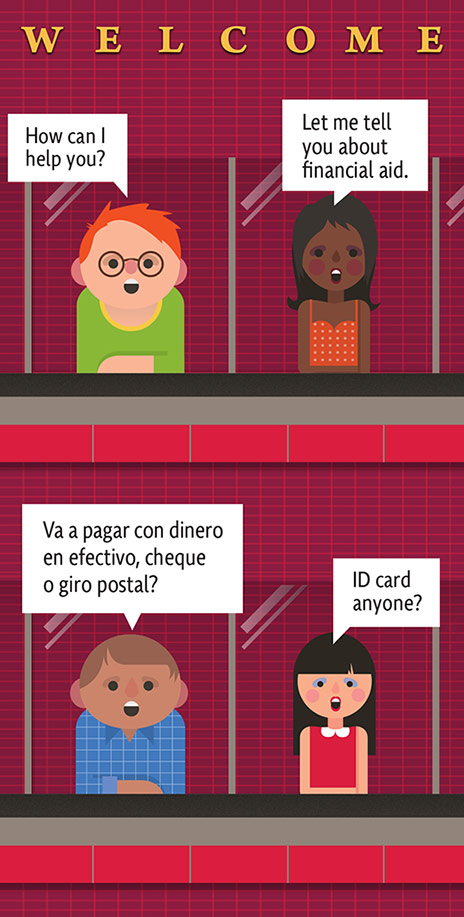 WELCOME
How can I
help you?
Let me tell
you about
financial aid.
Va a pagar con dinero
en efectivo, cheque
o giro postal?
ID card
anyone?